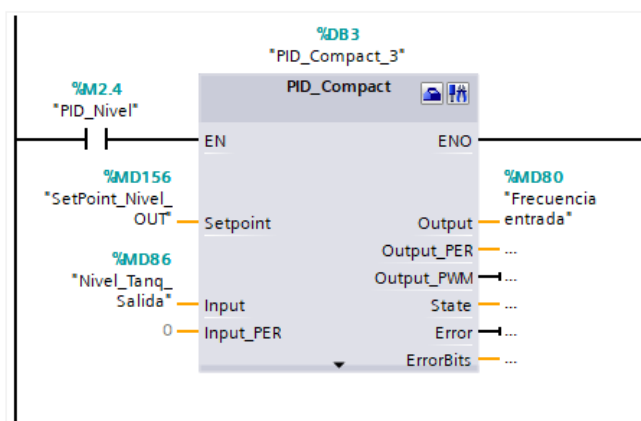 %DB3
"PID_Compact_3"
%M2.4
"PID_Nivel"
PID_Compact
EN
ENO
%MD156
"SetPoint_Nivel_
OUT"
Setpoint
%MD80
"Frecuencia
entrada"
Output
Output_PER
...
%MD86
"Nivel_Tanq_
Salida"
Input
Output_PWM
...
State
...
0
Input_PER
Error
...
ErrorBits
...